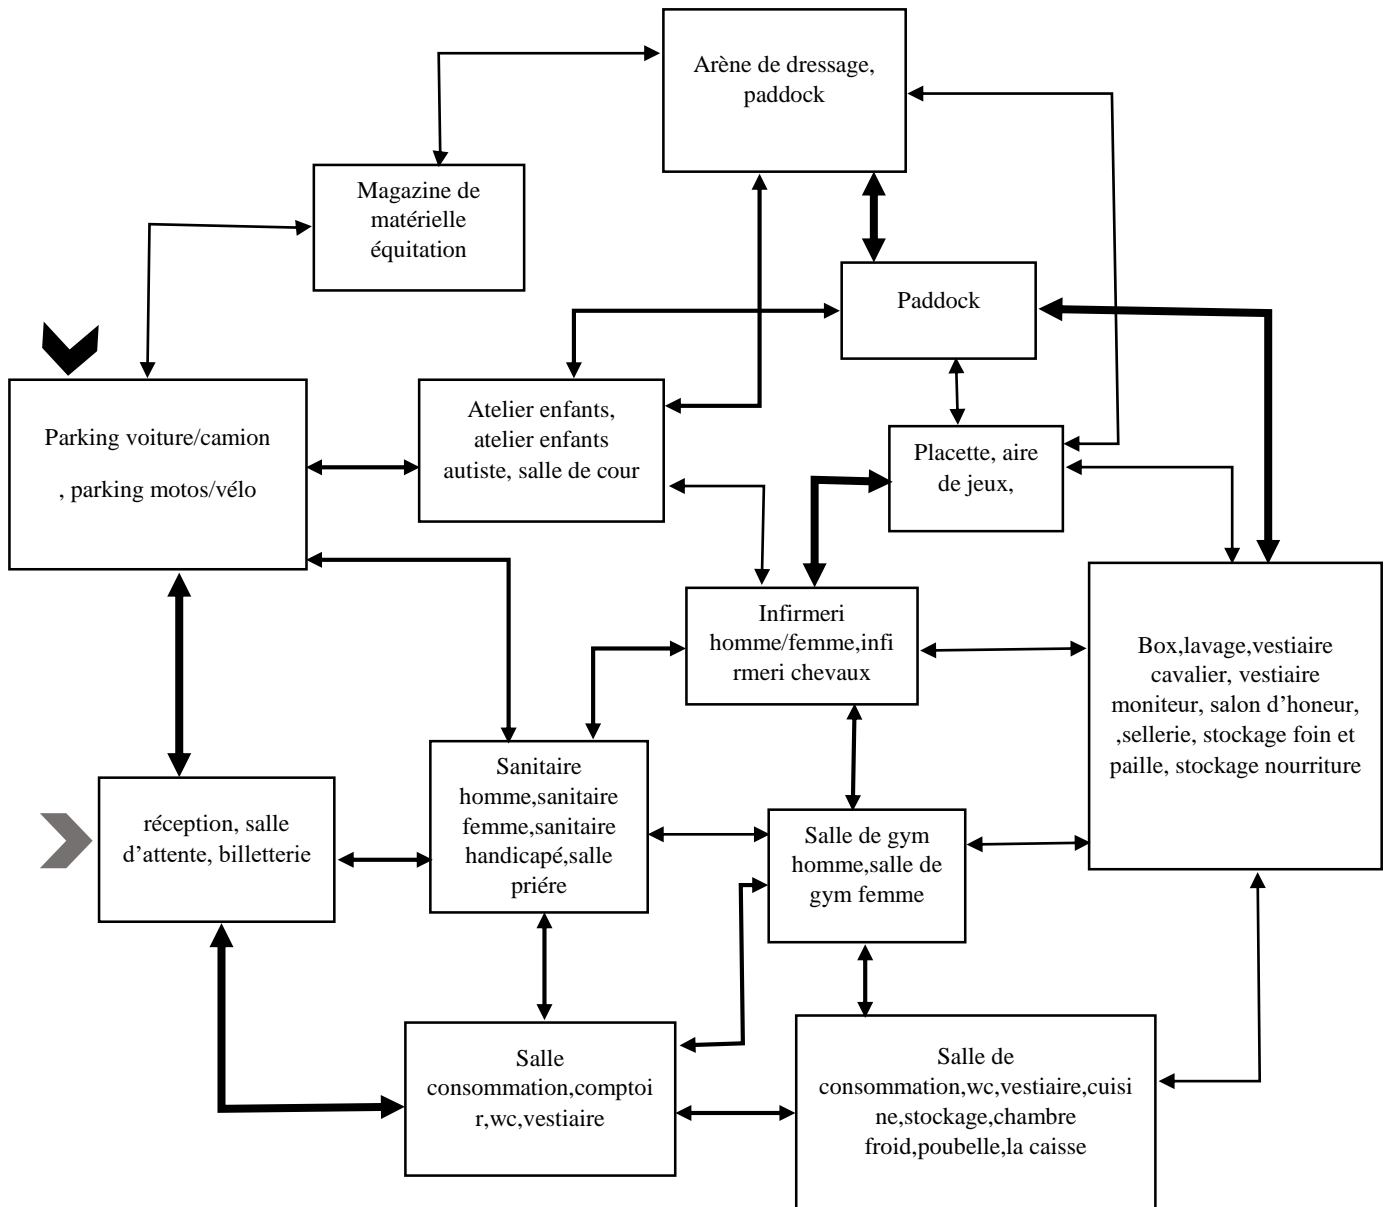 Arène de dressage,
paddock
Magazine de
matérielle
équitation
Paddock
Parking voiture/camion
, parking motos/vélo
Atelier enfants,
atelier enfants
autiste, salle de cour
Placette, aire
de jeux,
Infirmeri
homme/femme,infi
rmeri chevaux
Box,lavage,vestiaire
cavalier, vestiaire
moniteur, salon d’honeur,
,sellerie, stockage foin et
paille, stockage nourriture
Sanitaire
homme,sanitaire
femme,sanitaire
handicapé,salle
priére
réception, salle
d’attente, billetterie
Salle de gym
homme,salle de
gym femme
Salle
consommation,comptoi
r,wc,vestiaire
Salle de
consommation,wc,vestiaire,cuisi
ne,stockage,chambre
froid,poubelle,la caisse